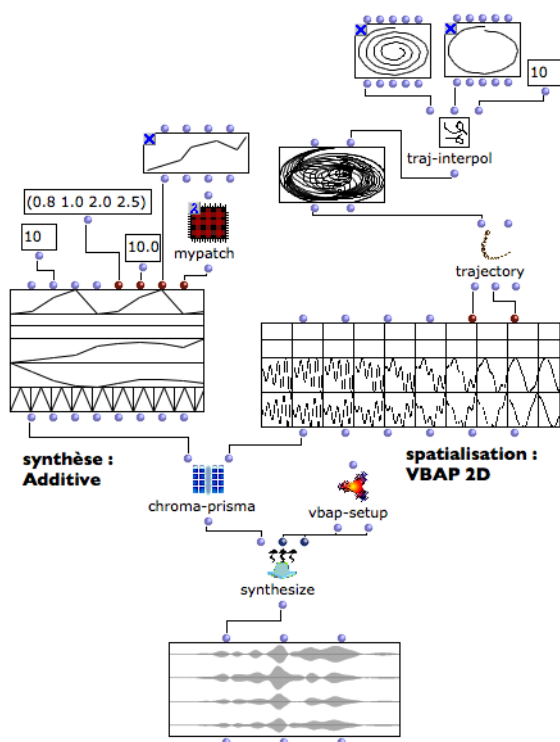 10
traj-interpol
(0.8 1.0 2.0 2.5)
10
10.0
mypatch
trajectory
synthèse :
Additive
spatialisation :
VBAP 2D
chroma-prisma
vbap-setup
synthesize